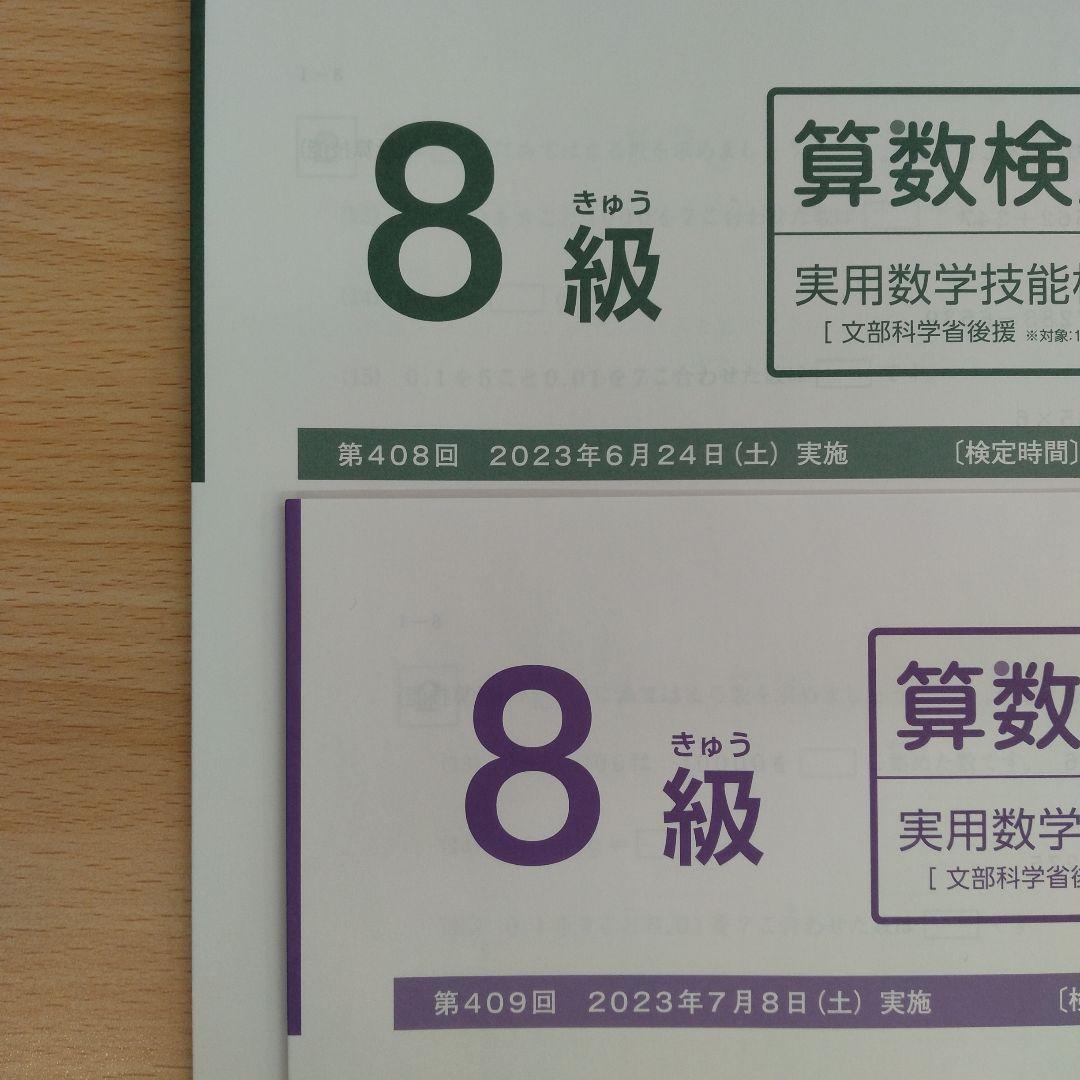 8級
きゅう
算数検
実用数学技能
[ 文部科学省後援 ※対象:1
第408回 2023年6月24日(土) 実施 〔検定時間〕
8級
きゅう
算数
実用数学
[ 文部科学省
第409回 2023年7月8日(土) 実施 〔検